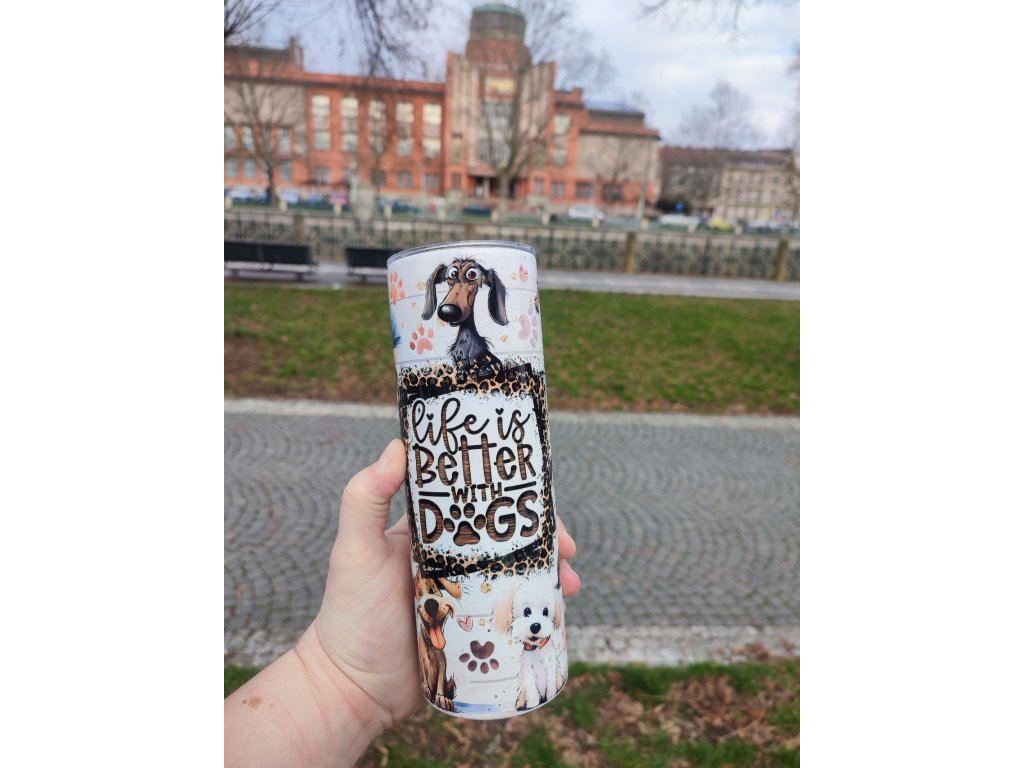 life is
BetteR
WITH
DOGS